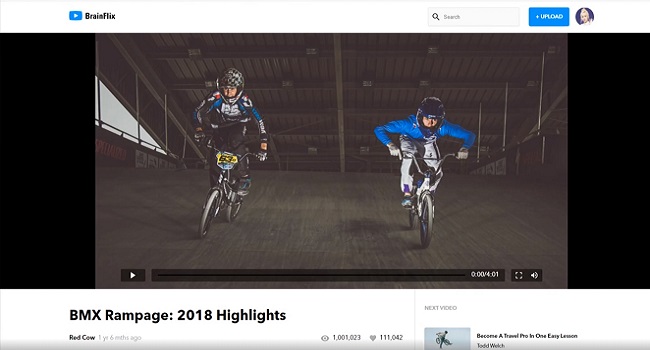 BrainFlix
Search
+ UPLOAD
0:00/4:01
BMX Rampage: 2018 Highlights
Red Cow 1 yr 6 mths ago
1,001,023 111,042
NEXT VIDEO
Become A Travel Pro In One Easy Lesson
Todd Welch